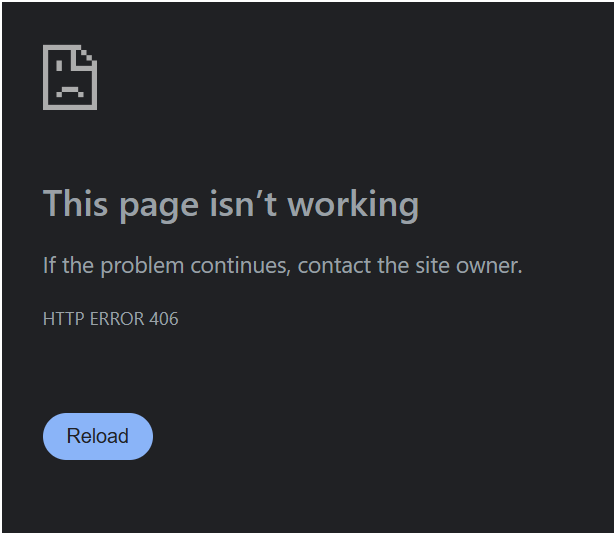 This page isn’t working
If the problem continues, contact the site owner.
HTTP ERROR 406
Reload